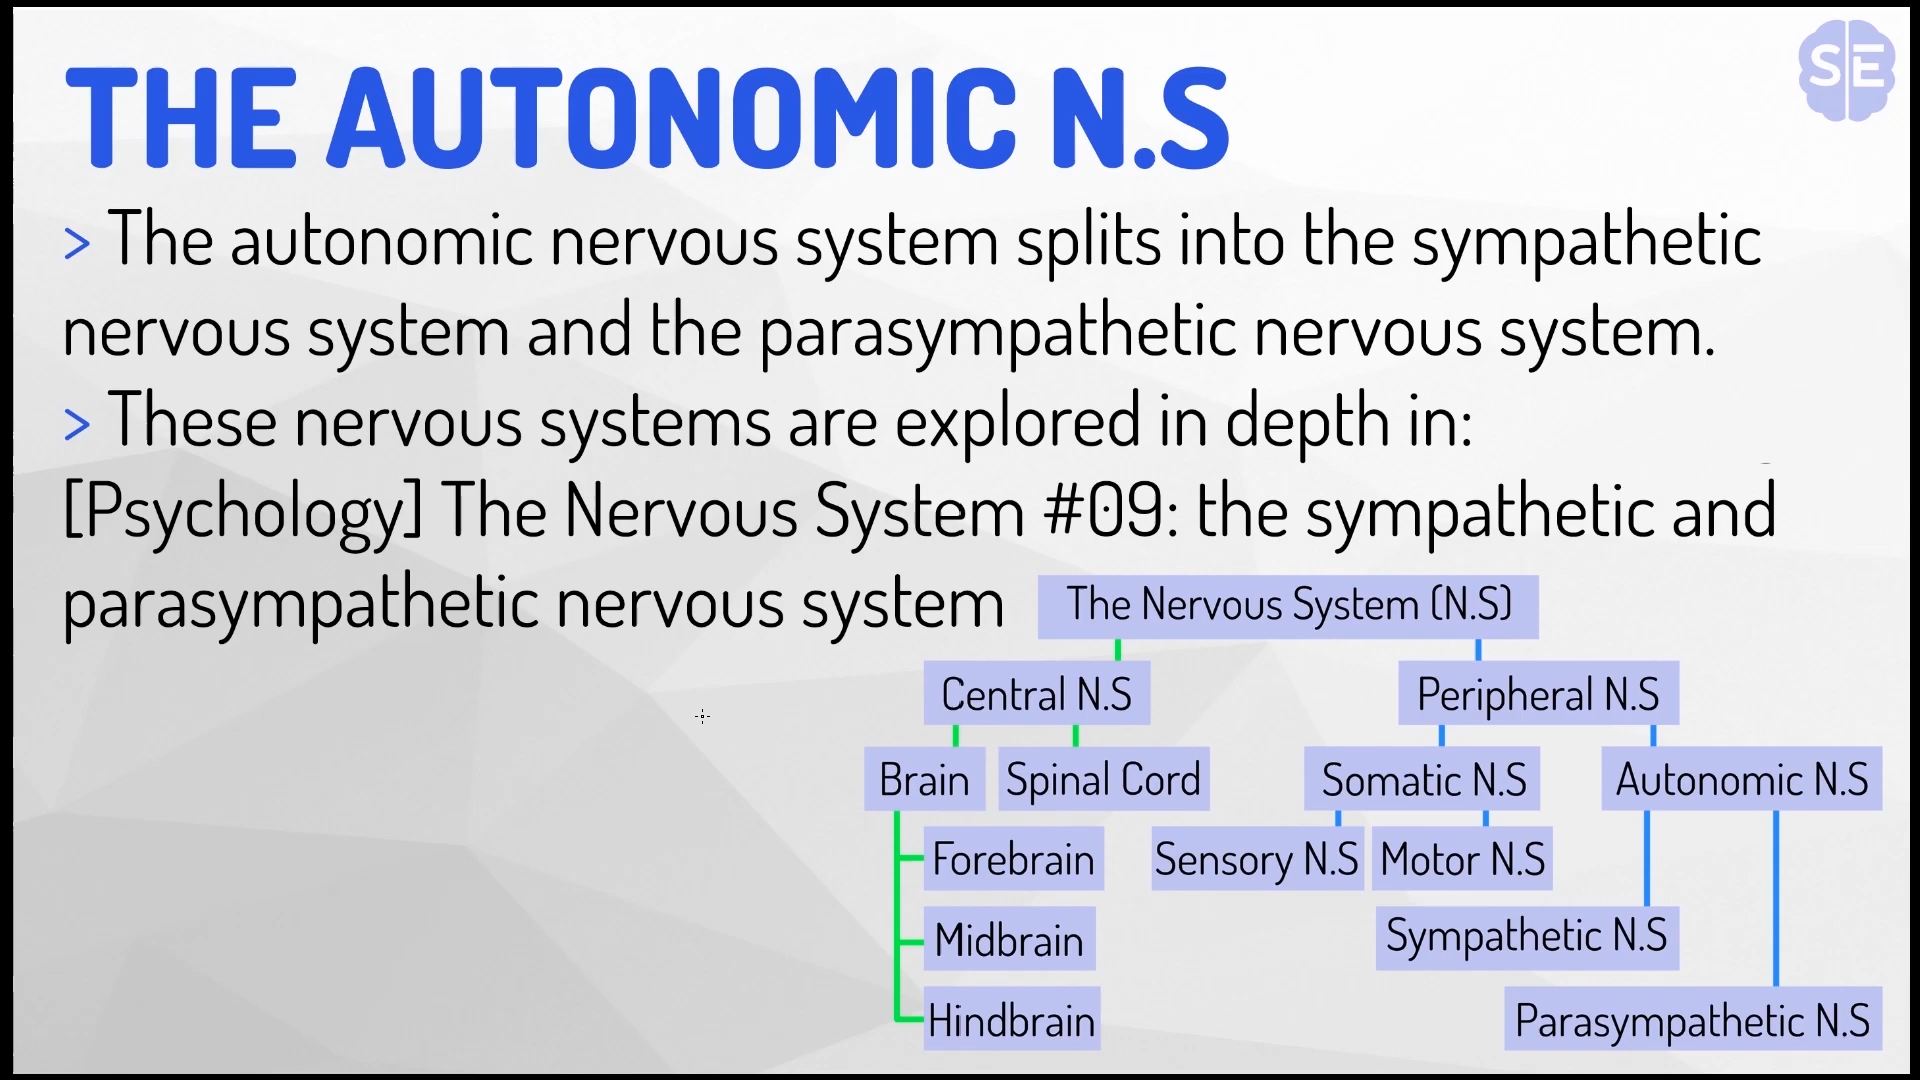 SE
THE AUTONOMIC N.S
> The autonomic nervous system splits into the sympathetic
nervous system and the parasympathetic nervous system.
> These nervous systems are explored in depth in:
[Psychology] The Nervous System #09: the sympathetic and
parasympathetic nervous system
The Nervous System (N.S)
Central N.S
Peripheral N.S
Brain
Spinal Cord
Somatic N.S
Autonomic N.S
Forebrain
Sensory N.S
Motor N.S
Midbrain
Sympathetic N.S
Hindbrain
Parasympathetic N.S